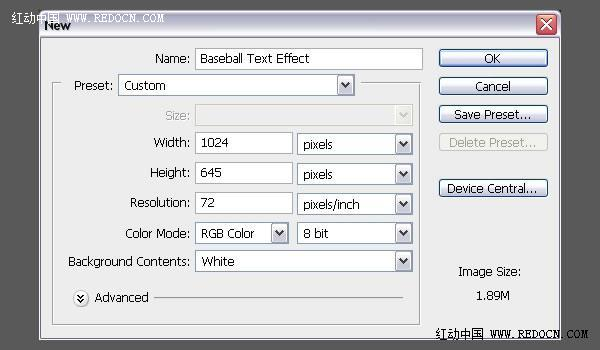 红动中国 WWW.REDOCN.COM
New
Name: Baseball Text Effect
OK
Preset: Custom
Cancel
Size:
Save Preset...
Width: 1024 pixels
Delete Preset...
Height: 645 pixels
Device Central...
Resolution: 72 pixels/inch
Color Mode: RGB Color 8 bit
Background Contents: White
Image Size:
Advanced
1.89M
红动中国 WWW.REDOCN.COM